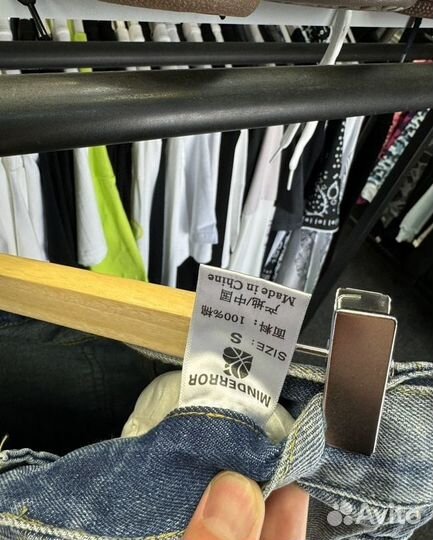 MINDERROR
SIZE: S
面料: 100%棉
产地/中国
Made in China
Avito